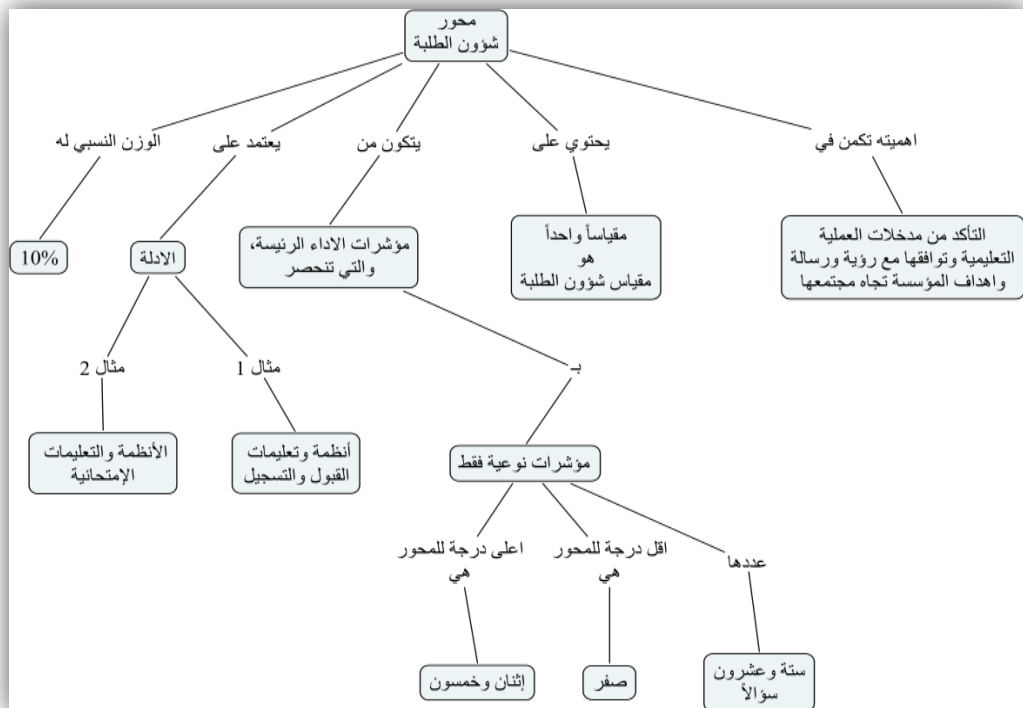 محور
شؤون الطلبة
اهميته تكمن في
يحتوي على
يتكون من
يعتمد على
الوزن النسبي له
التأكد من مدخلات العملية
التعليمية وتوافقها مع رؤية ورسالة
واهداف المؤسسة تجاه مجتمعها
مقياساً واحداً
هو
مقياس شؤون الطلبة
مؤشرات الاداء الرئيسة،
والتي تنحصر
الادلة
10%
بـ
مثال 1
مثال 2
مؤشرات نوعية فقط
أنظمة وتعليمات
القبول والتسجيل
الأنظمة والتعليمات
الإمتحانية
عددها
اقل درجة للمحور
هي
اعلى درجة للمحور
هي
ستة وعشرون
سؤالاً
صفر
إثنان وخمسون